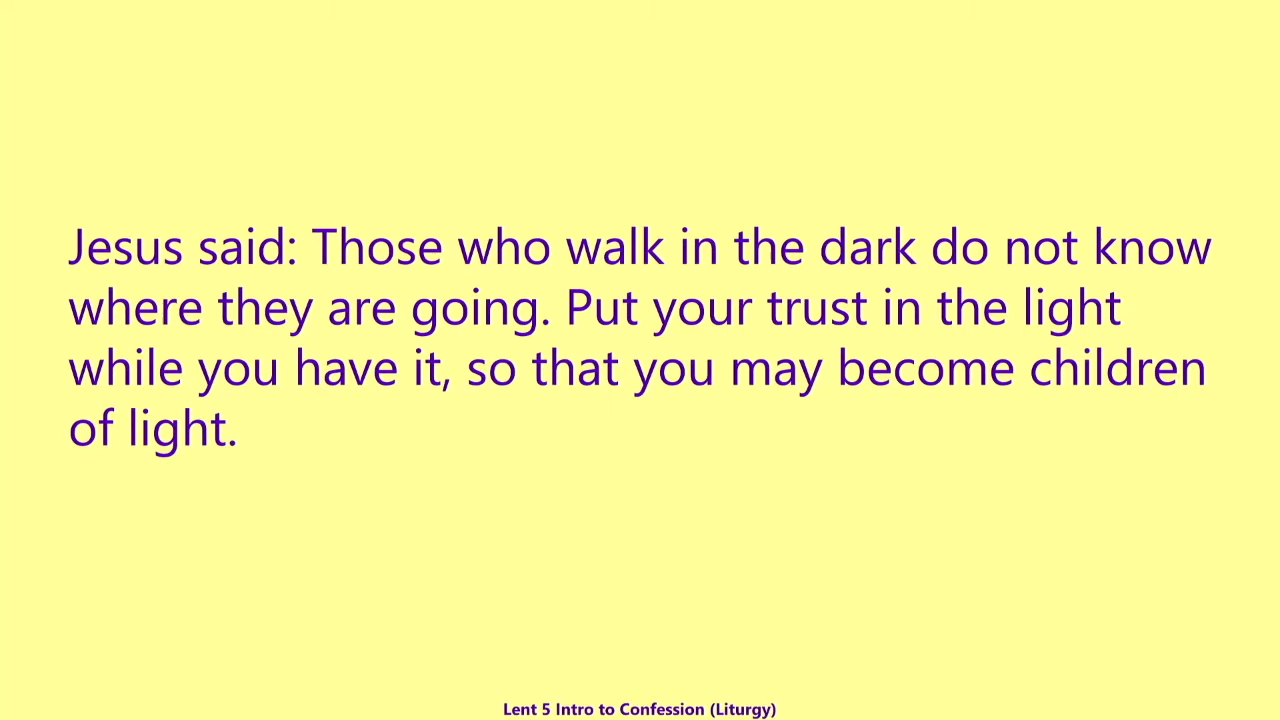 Jesus said: Those who walk in the dark do not know
where they are going. Put your trust in the light
while you have it, so that you may become children
of light.
Lent 5 Intro to Confession (Liturgy)